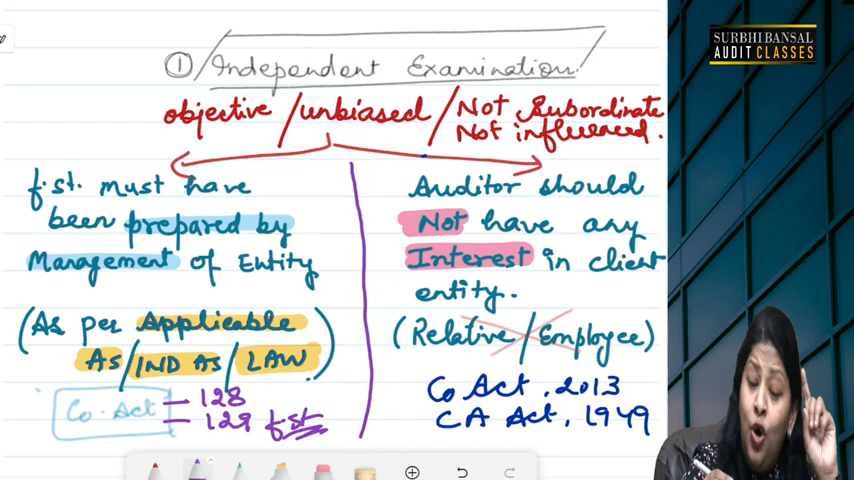 SURBHI BANSAL
AUDIT CLASSES
① Independent Examination.
objective / unbiased / Not Subordinate
Not influenced.
f.st. must have
been prepared by
Management of Entity
(As per Applicable
AS / IND AS / LAW)
Co. Act — 128
— 129 f.st.
Auditor should
Not have any
Interest in client
entity.
(Relative / Employee)
Co Act, 2013
CA Act, 1949